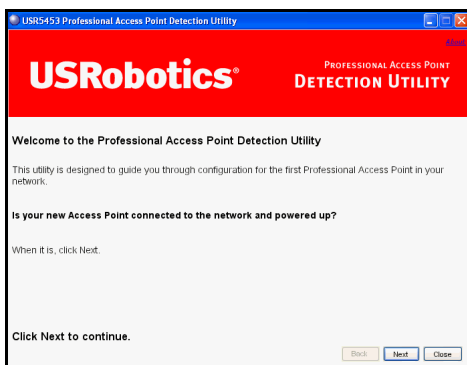 USR5453 Professional Access Point Detection Utility
About
USRobotics®
PROFESSIONAL ACCESS POINT
DETECTION UTILITY
Welcome to the Professional Access Point Detection Utility
This utility is designed to guide you through configuration for the first Professional Access Point in your
network.
Is your new Access Point connected to the network and powered up?
When it is, click Next.
Click Next to continue.
Back
Next
Close